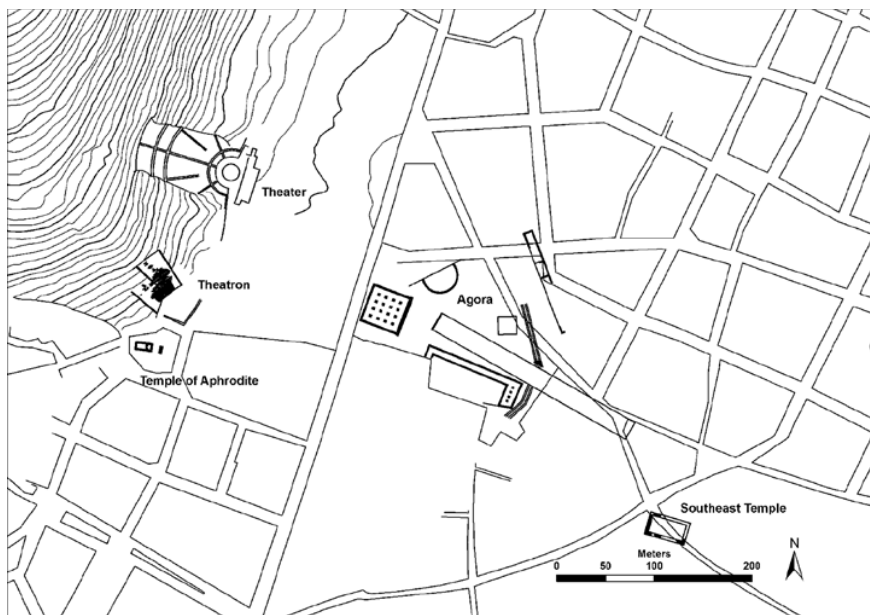 Theater
Theatron
Agora
Temple of Aphrodite
Southeast Temple
N
Meters
0 50 100 200